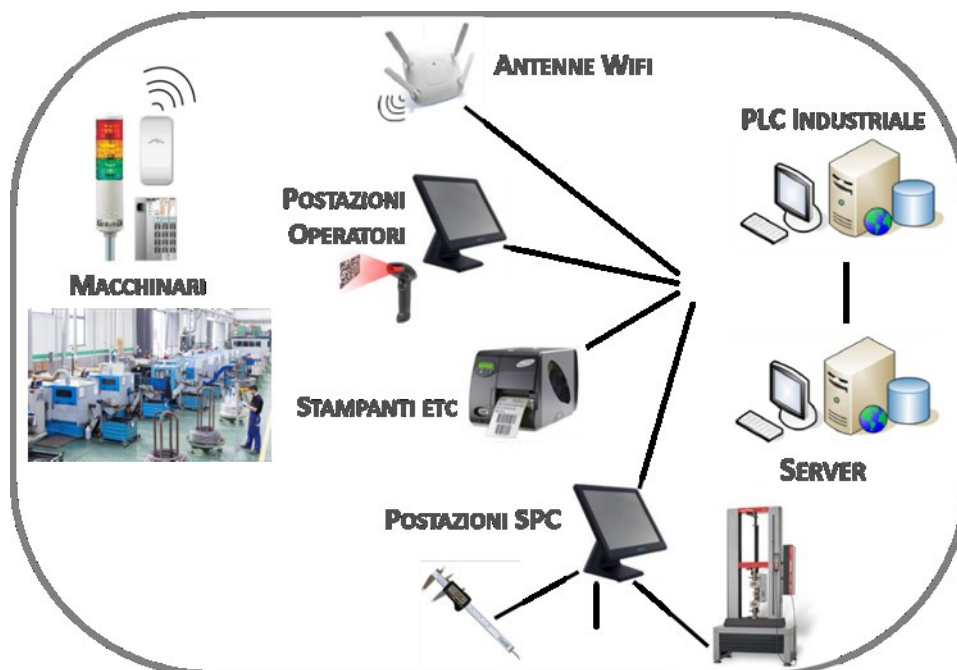 ANTENNE WIFI
PLC INDUSTRIALE
POSTAZIONI
OPERATORI
MACCHINARI
STAMPANTI ETC
SERVER
POSTAZIONI SPC